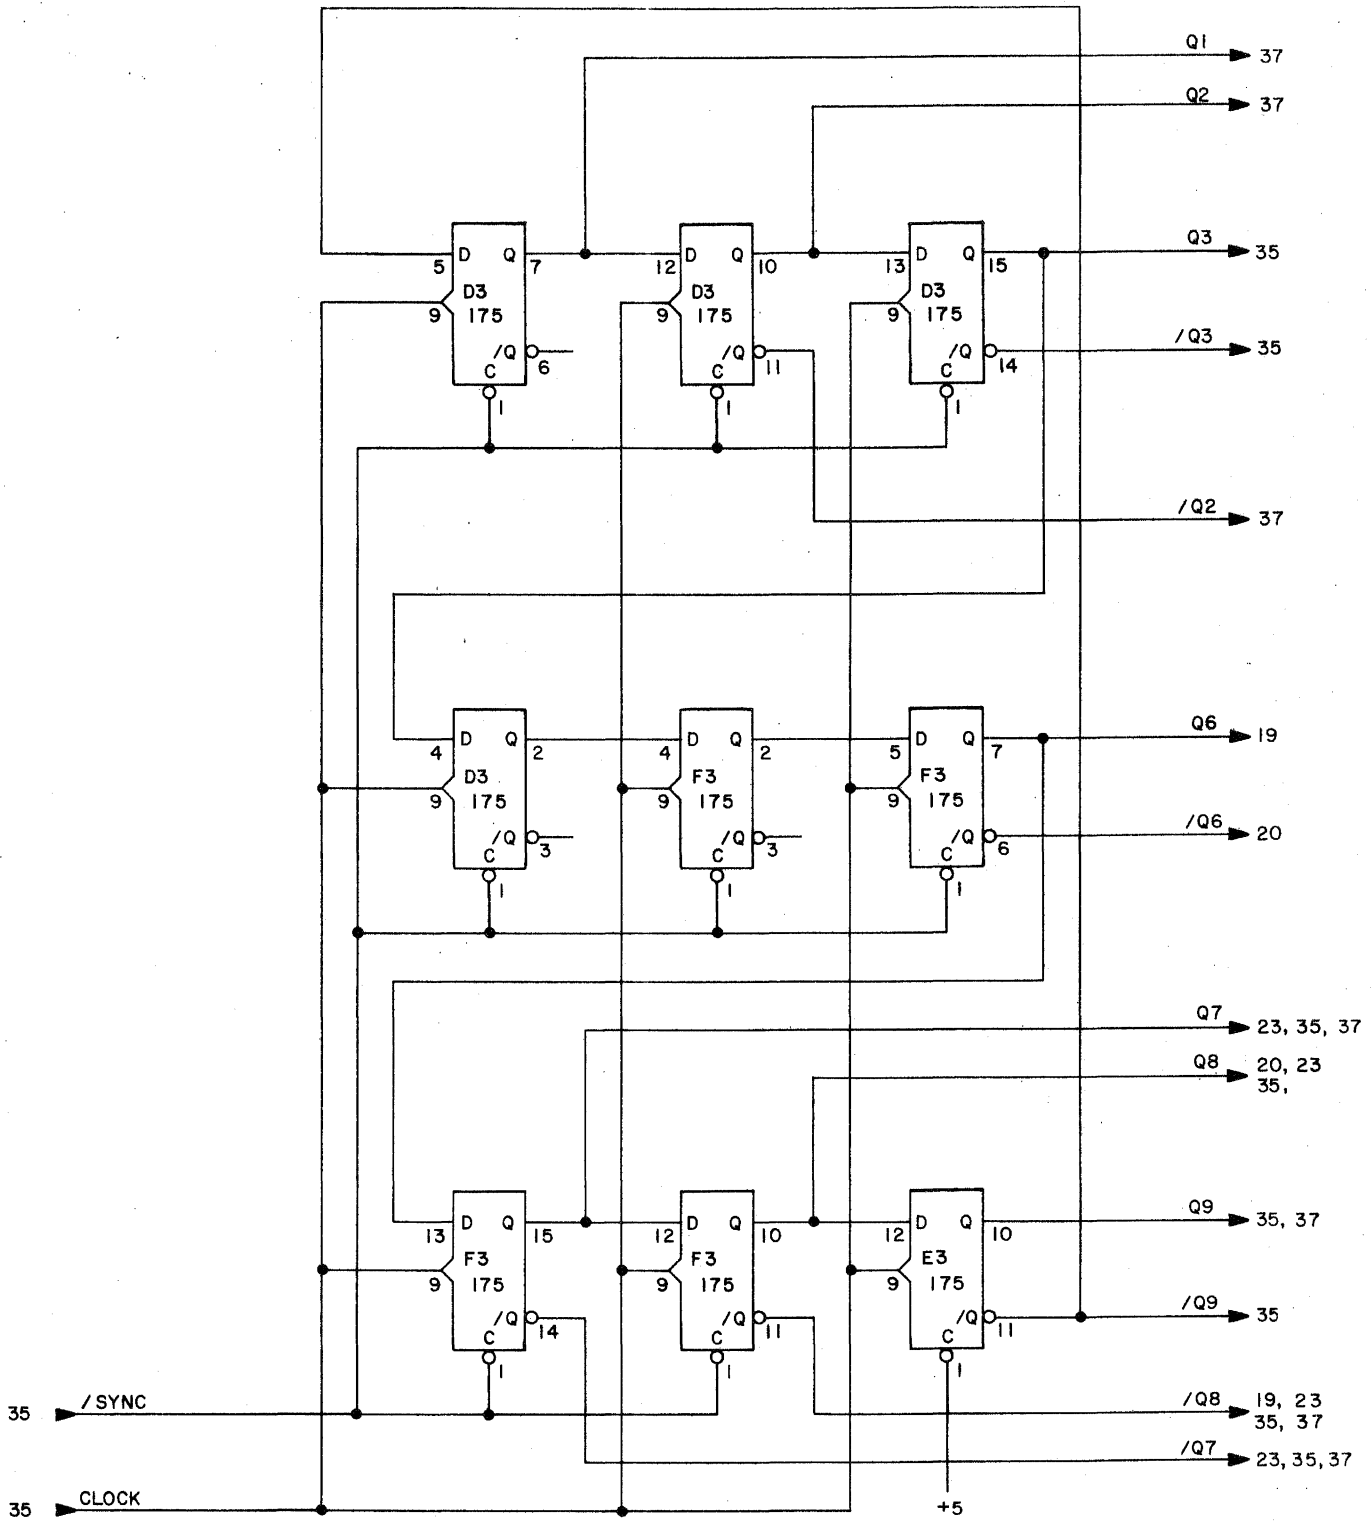 Q1 37
Q2 37
D Q D Q D Q Q3 35
5 7 12 10 13 15
D3 D3 D3
9 175 9 175 9 175
/Q /Q /Q /Q3 35
6 11 14
C C C
1 1 1
/Q2 37
D Q D Q D Q Q6 19
4 2 4 2 5 7
D3 F3 F3
9 175 9 175 9 175
/Q /Q /Q /Q6 20
3 3 6
C C C
1 1 1
Q7 23, 35, 37
Q8 20, 23
35,
D Q D Q D Q Q9 35, 37
13 15 12 10 12 10
F3 F3 E3
9 175 9 175 9 175
/Q /Q /Q /Q9 35
14 11 11
C C C
1 1 1
35 /SYNC /Q8 19, 23
35, 37
/Q7 23, 35, 37
35 CLOCK +5